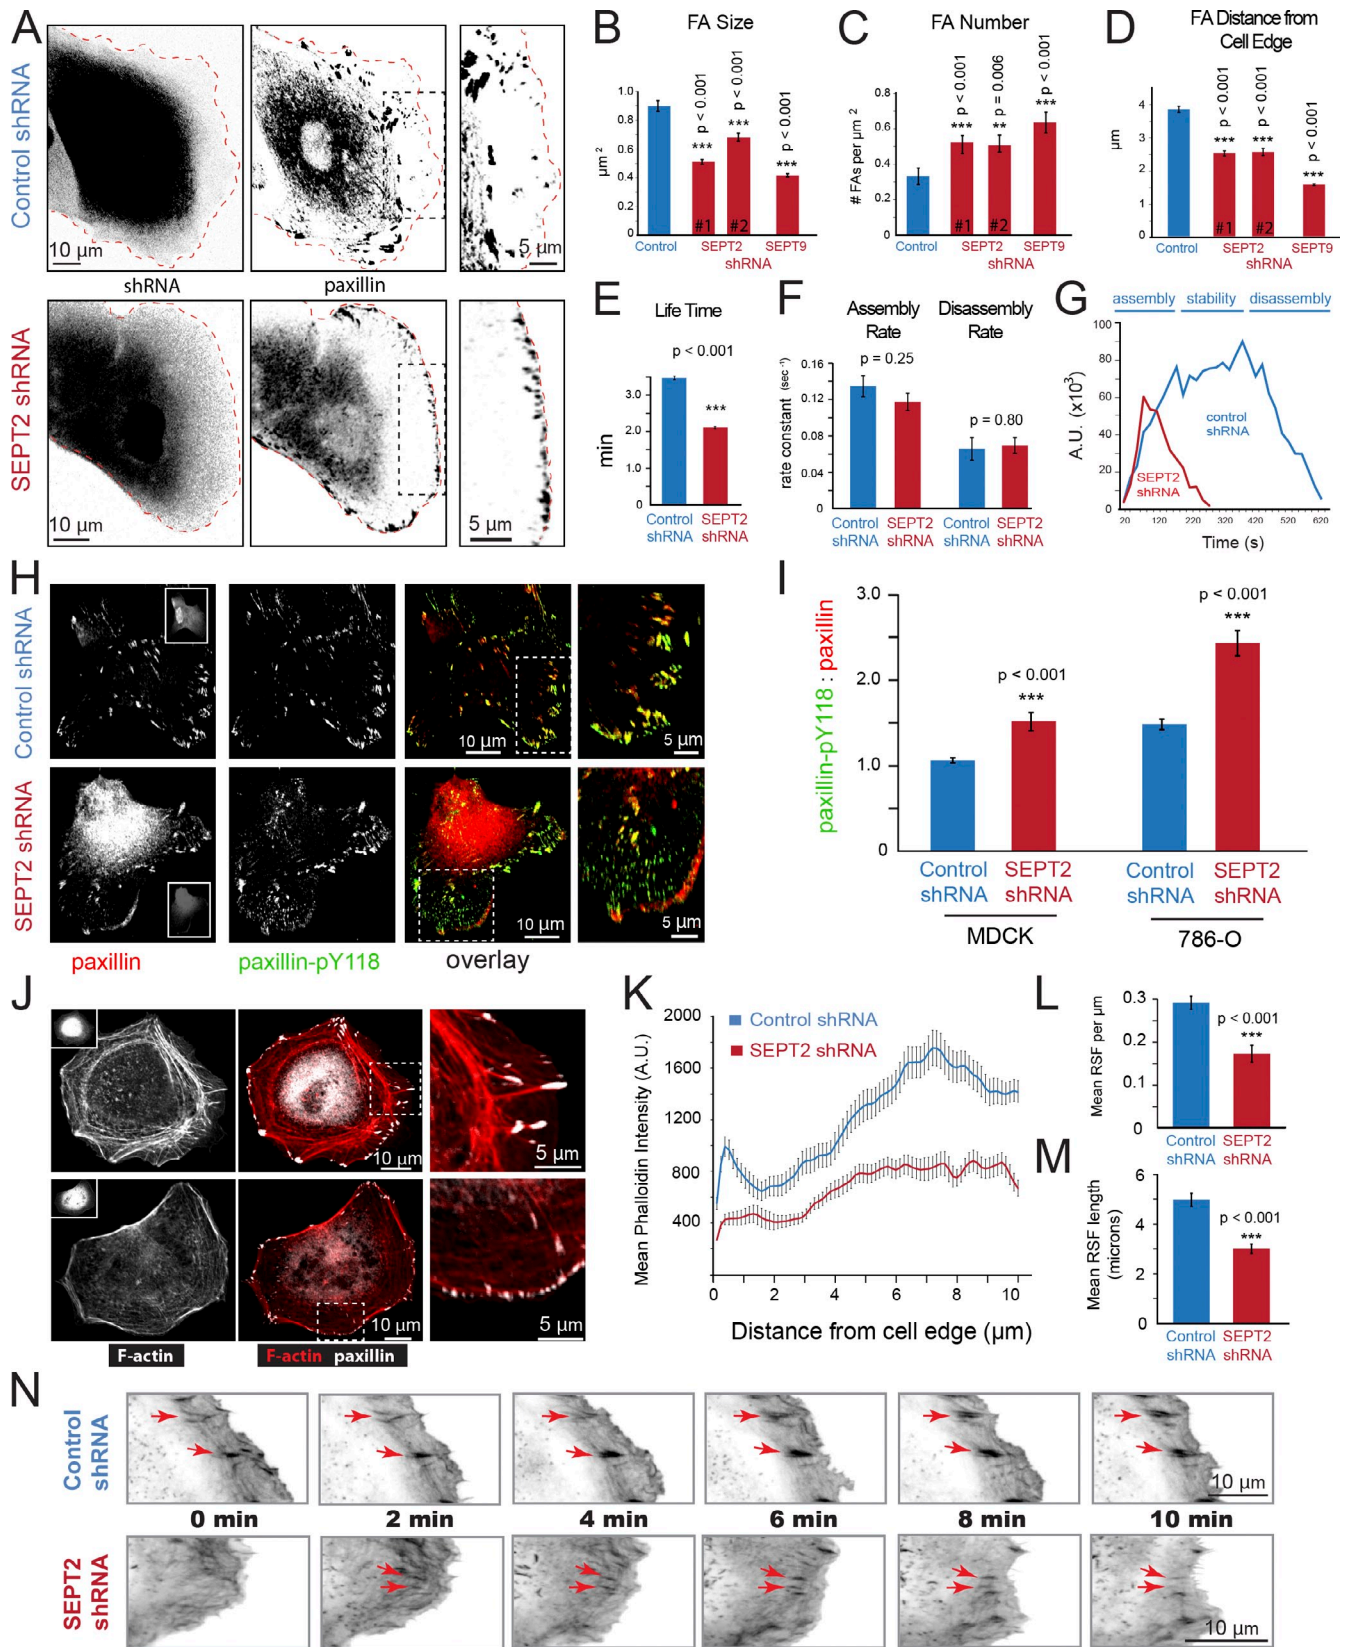 A
Control shRNA
SEPT2 shRNA
10 µm
5 µm
shRNA
paxillin
10 µm
5 µm
B
FA Size
µm²
1.0
0.8
0.6
0.4
0.2
0
p < 0.001
p < 0.001
p < 0.001
***
***
***
#1
#2
Control
SEPT2
SEPT9
shRNA
C
FA Number
# FAs per µm ²
0.8
0.6
0.4
0.2
0
p < 0.001
p = 0.006
p < 0.001
***
**
***
#1
#2
Control
SEPT2
SEPT9
shRNA
D
FA Distance from
Cell Edge
µm
4
3
2
1
0
p < 0.001
p < 0.001
p < 0.001
***
***
***
#1
#2
Control
SEPT2
SEPT9
shRNA
E
Life Time
p < 0.001
***
min
3.0
2.0
1.0
0
Control
shRNA
SEPT2
shRNA
F
Assembly
Rate
Disassembly
Rate
p = 0.25
p = 0.80
rate constant (sec⁻¹)
0.16
0.12
0.08
0.04
0
Control
shRNA
SEPT2
shRNA
Control
shRNA
SEPT2
shRNA
G
assembly
stability
disassembly
A.U. (x10³)
100
80
60
40
20
0
control
shRNA
SEPT2
shRNA
20 120 220 320 420 520 620
Time (s)
H
Control shRNA
SEPT2 shRNA
10 µm
5 µm
10 µm
5 µm
paxillin
paxillin-pY118
overlay
I
paxillin-pY118 : paxillin
3.0
2.0
1.0
0
p < 0.001
***
p < 0.001
***
Control
shRNA
SEPT2
shRNA
Control
shRNA
SEPT2
shRNA
MDCK
786-O
J
10 µm
5 µm
10 µm
5 µm
F-actin
F-actin paxillin
K
Control shRNA
SEPT2 shRNA
Mean Phalloidin Intensity (A.U.)
2000
1600
1200
800
400
0 2 4 6 8 10
Distance from cell edge (µm)
L
Mean RSF per µm
0.3
0.2
0.1
0
p < 0.001
***
Control
shRNA
SEPT2
shRNA
M
Mean RSF length
(microns)
6
4
2
0
p < 0.001
***
Control
shRNA
SEPT2
shRNA
N
Control
shRNA
10 µm
0 min
2 min
4 min
6 min
8 min
10 min
SEPT2
shRNA
10 µm